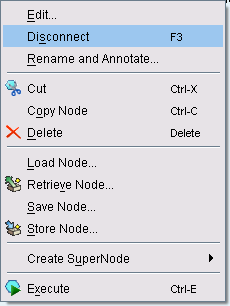 Edit...
Disconnect F3
Rename and Annotate...
Cut Ctrl-X
Copy Node Ctrl-C
Delete Delete
Load Node...
Retrieve Node...
Save Node...
Store Node...
Create SuperNode
Execute Ctrl-E